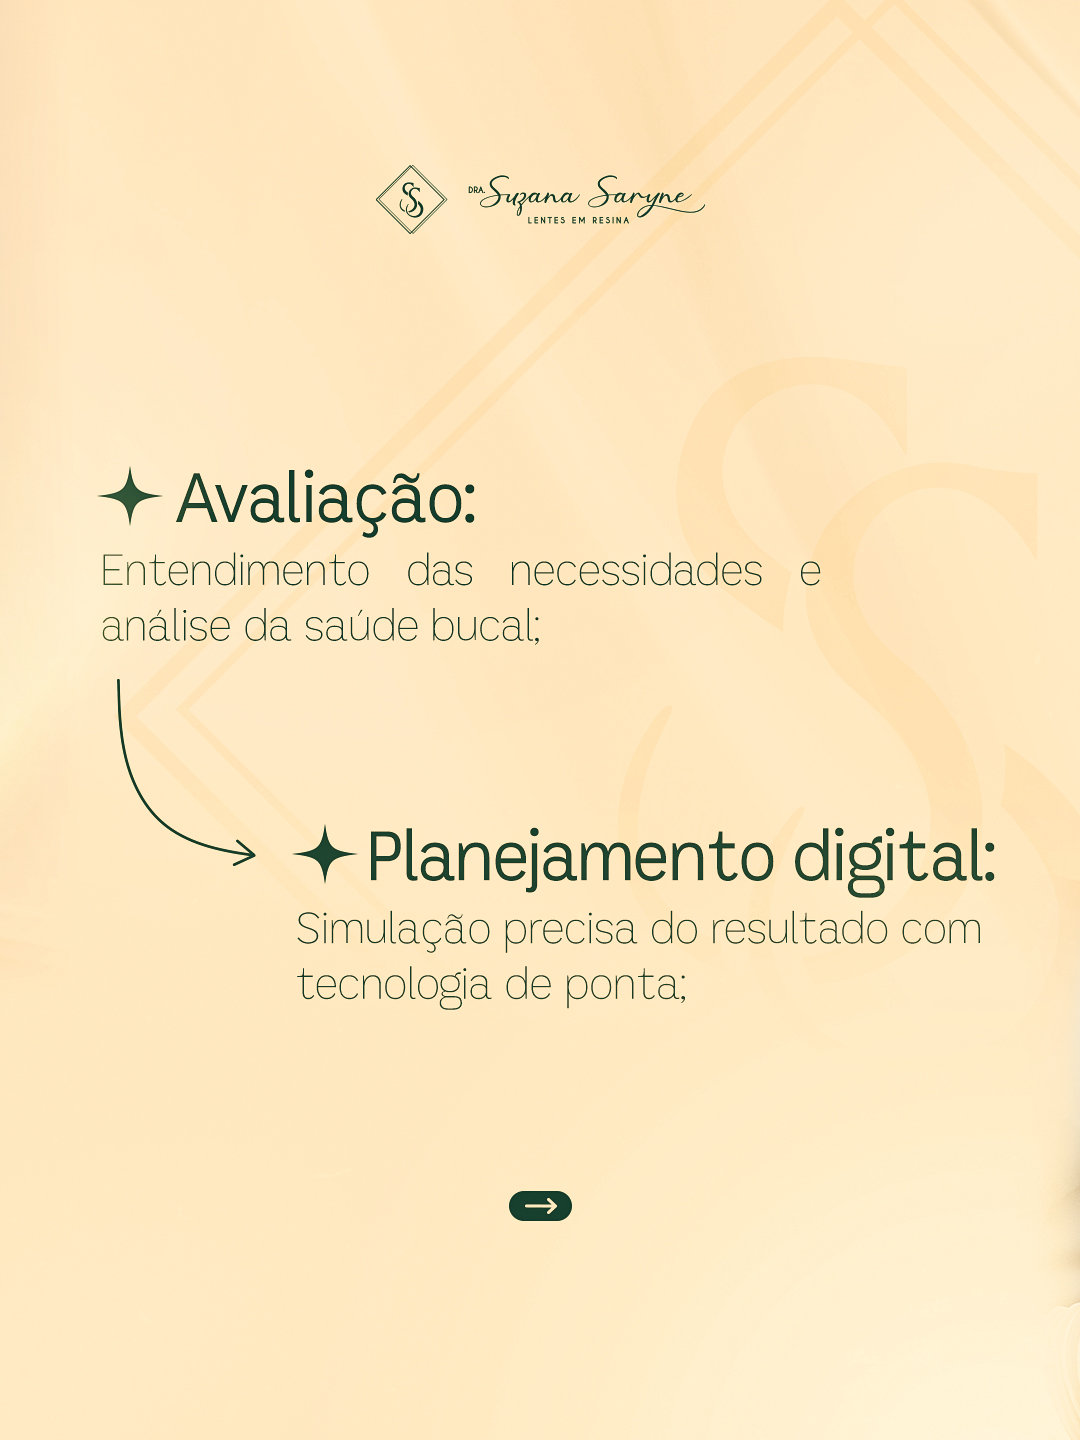 SS
DRA. Suzana Saryne
LENTES EM RESINA
Avaliação:
Entendimento das necessidades e
análise da saúde bucal;
Planejamento digital:
Simulação precisa do resultado com
tecnologia de ponta;